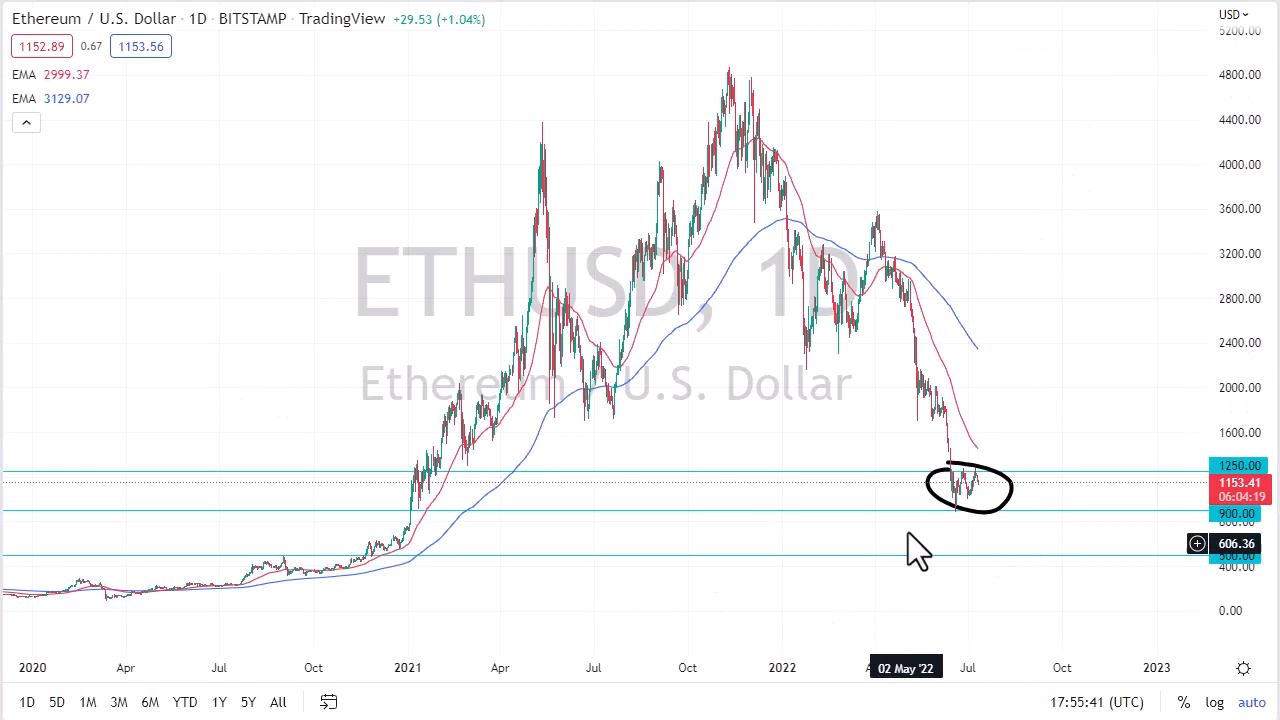 Ethereum / U.S. Dollar · 1D · BITSTAMP · TradingView +29.53 (+1.04%)
USD
1152.89 0.67 1153.56
EMA 2999.37
EMA 3129.07
5200.00
4800.00
4400.00
4000.00
3600.00
3200.00
2800.00
2400.00
2000.00
1600.00
1250.00
1153.41
06:04:19
900.00
800.00
606.36
500.00
400.00
0.00
ETHUSD, 1D
Ethereum / U.S. Dollar
2020 Apr Jul Oct 2021 Apr Jul Oct 2022 02 May '22 Jul Oct 2023
1D 5D 1M 3M 6M YTD 1Y 5Y All 17:55:41 (UTC) % log auto